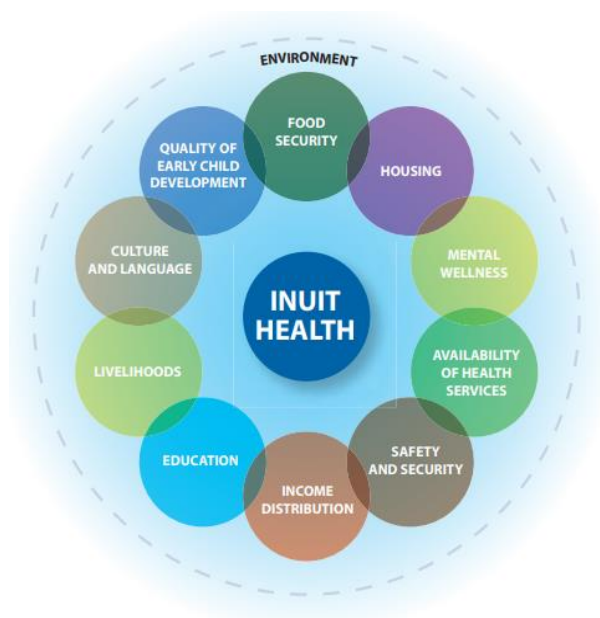 ENVIRONMENT
FOOD
SECURITY
HOUSING
MENTAL
WELLNESS
AVAILABILITY
OF HEALTH
SERVICES
SAFETY
AND SECURITY
INCOME
DISTRIBUTION
EDUCATION
LIVELIHOODS
CULTURE
AND LANGUAGE
QUALITY OF
EARLY CHILD
DEVELOPMENT
INUIT
HEALTH